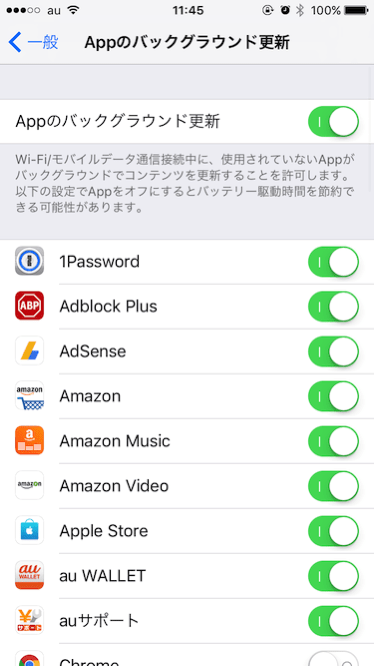 au 11:45 100%
一般 Appのバックグラウンド更新
Appのバックグラウンド更新
Wi-Fi/モバイルデータ通信接続中に、使用されていないAppが
バックグラウンドでコンテンツを更新することを許可します。
以下の設定でAppをオフにするとバッテリー駆動時間を節約で
きる可能性があります。
1Password
ABP Adblock Plus
AdSense
amazon Amazon
Amazon Music
amazon Amazon Video
Apple Store
au WALLET au WALLET
サポート auサポート
Chrome